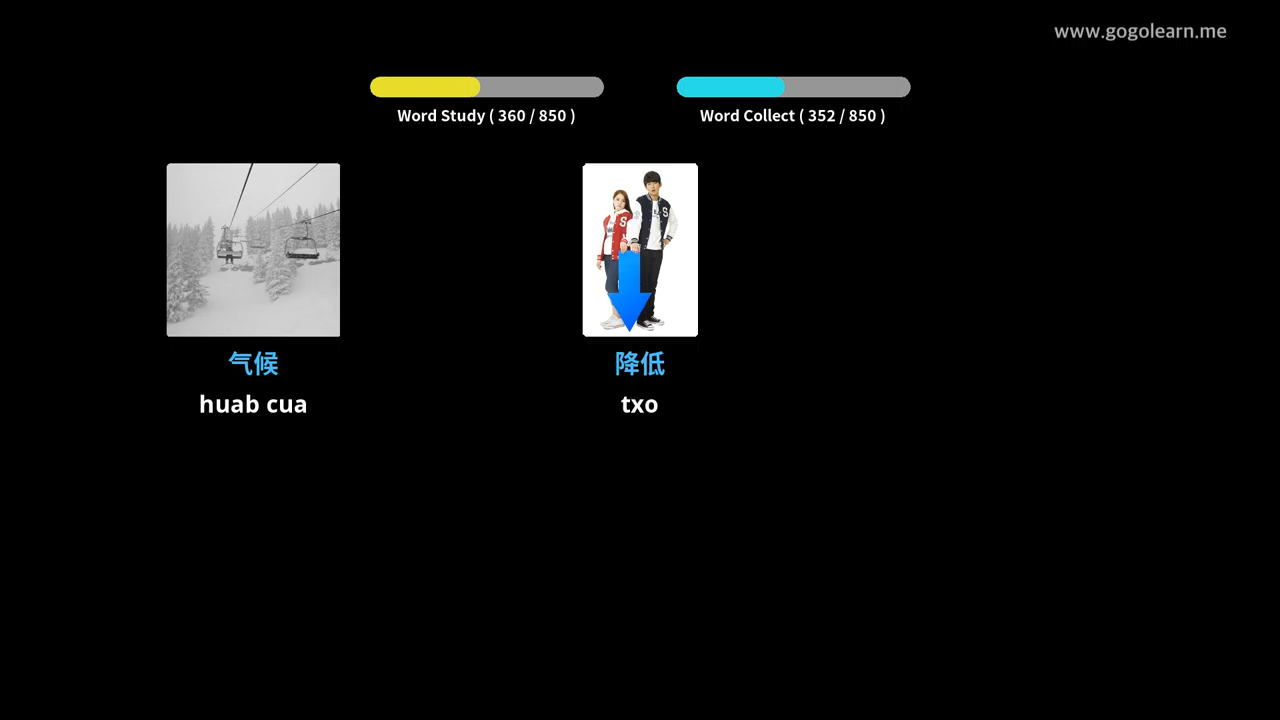 www.gogolearn.me
Word Study ( 360 / 850 )
Word Collect ( 352 / 850 )
S
S
气候
降低
huab cua
txo